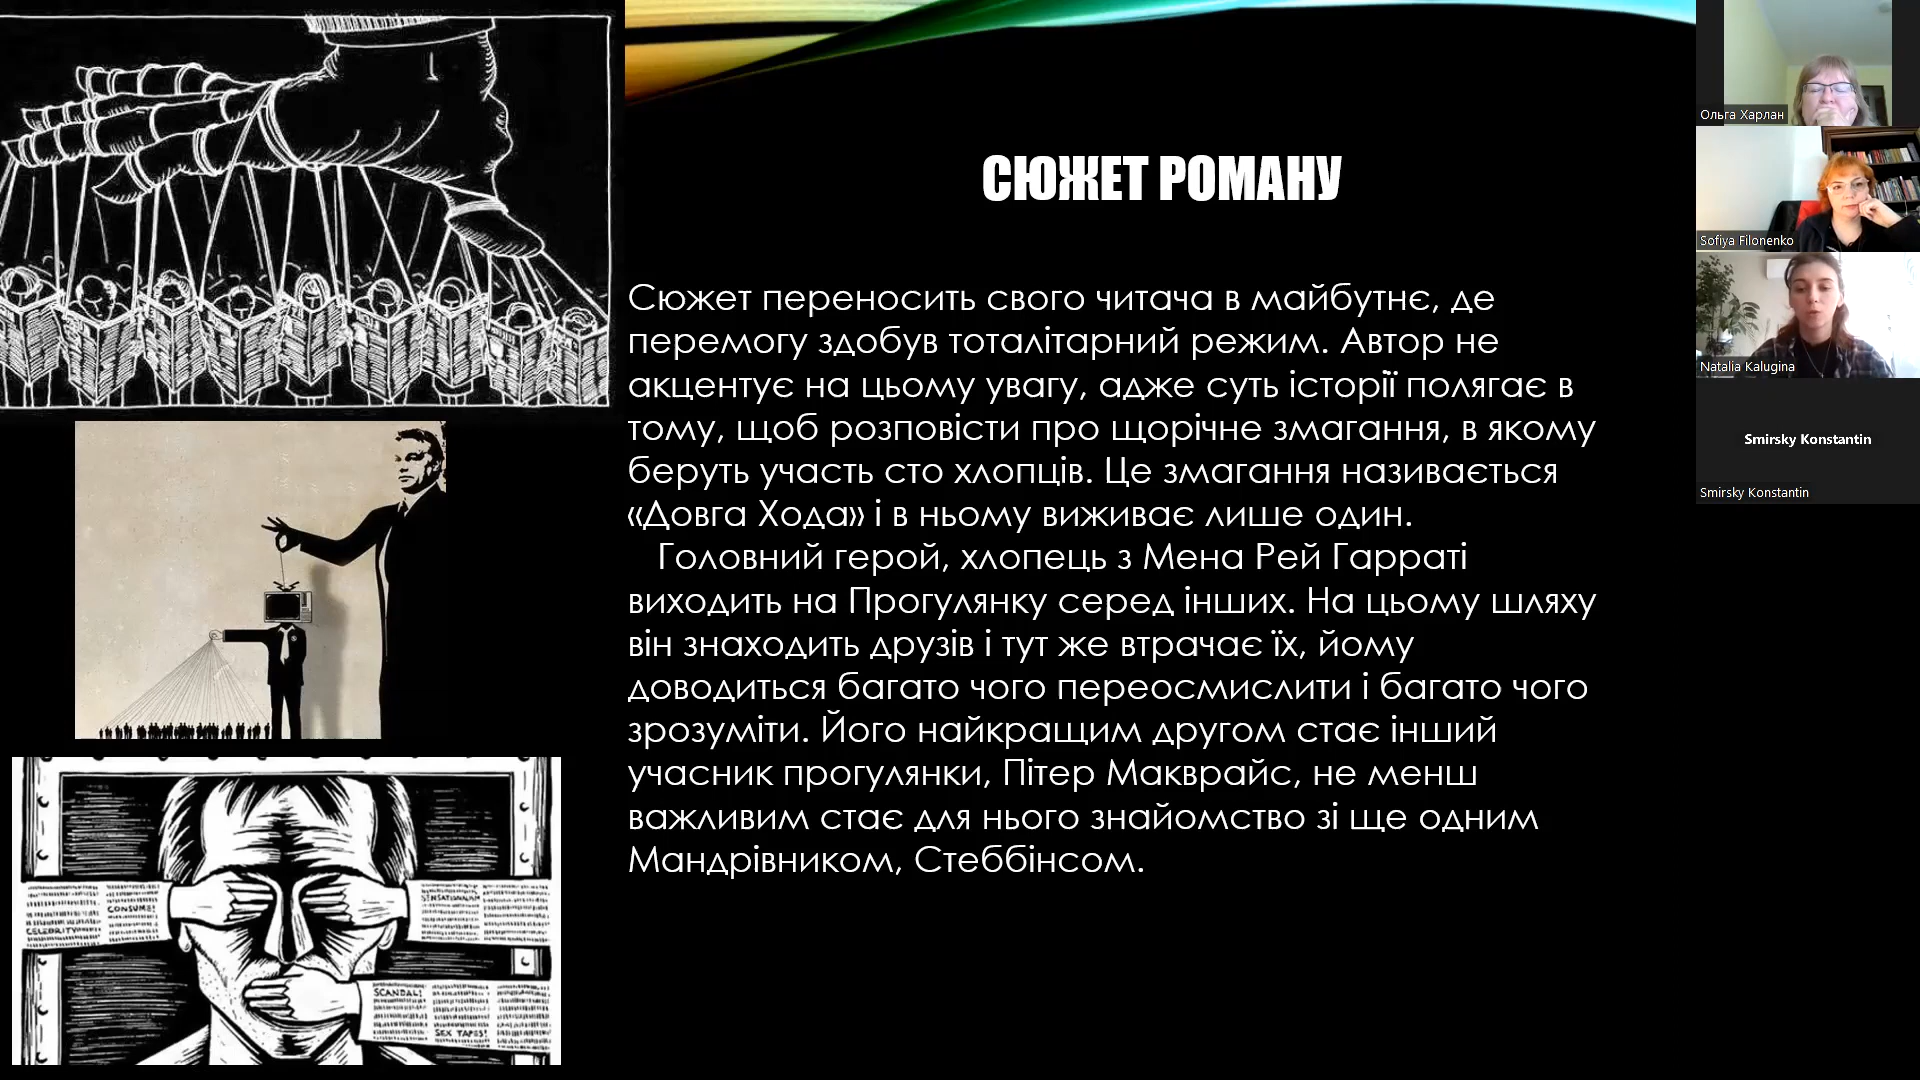 СЮЖЕТ РОМАНУ
Сюжет переносить свого читача в майбутнє, де
перемогу здобув тоталітарний режим. Автор не
акцентує на цьому увагу, адже суть історії полягає в
тому, щоб розповісти про щорічне змагання, в якому
беруть участь сто хлопців. Це змагання називається
«Довга Хода» і в ньому виживає лише один.
Головний герой, хлопець з Мена Рей Гарраті
виходить на Прогулянку серед інших. На цьому шляху
він знаходить друзів і тут же втрачає їх, йому
доводиться багато чого переосмислити і багато чого
зрозуміти. Його найкращим другом стає інший
учасник прогулянки, Пітер Макврайс, не менш
важливим стає для нього знайомство зі ще одним
Мандрівником, Стеббінсом.
CONSUME!
CELEBRITY
SENSATIONALISM
SCANDAL!
SEX TAPES!
Ольга Харлан
Sofiya Filonenko
Natalia Kalugina
Smirsky Konstantin
Smirsky Konstantin